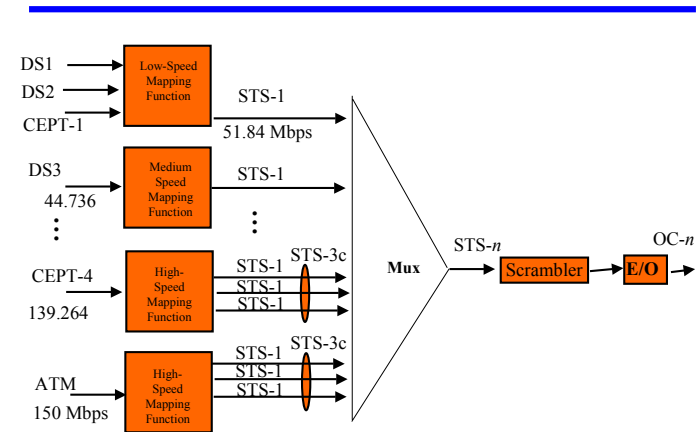 DS1
DS2
CEPT-1
Low-Speed
Mapping
Function
STS-1
51.84 Mbps
DS3
44.736
Medium
Speed
Mapping
Function
STS-1
CEPT-4
139.264
High-
Speed
Mapping
Function
STS-1
STS-1
STS-1
STS-3c
ATM
150 Mbps
High-
Speed
Mapping
Function
STS-1
STS-1
STS-1
STS-3c
Mux
STS-n
Scrambler
E/O
OC-n